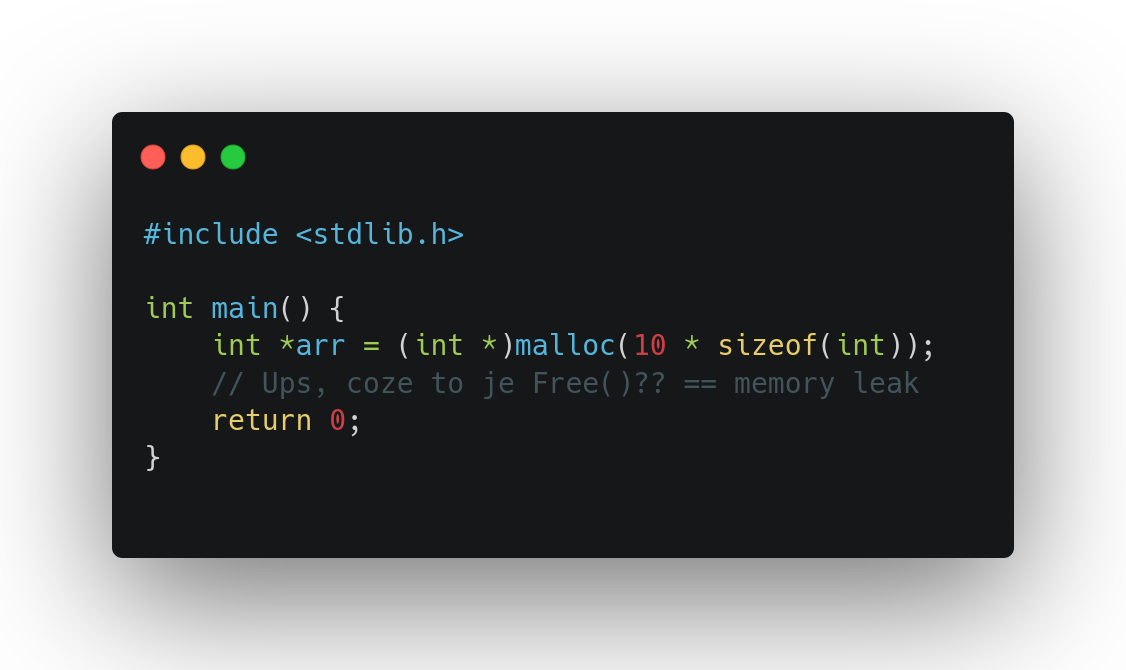 #include <stdlib.h>
int main() {
    int *arr = (int *)malloc(10 * sizeof(int));
    // Ups, coze to je Free()?? == memory leak
    return 0;
}